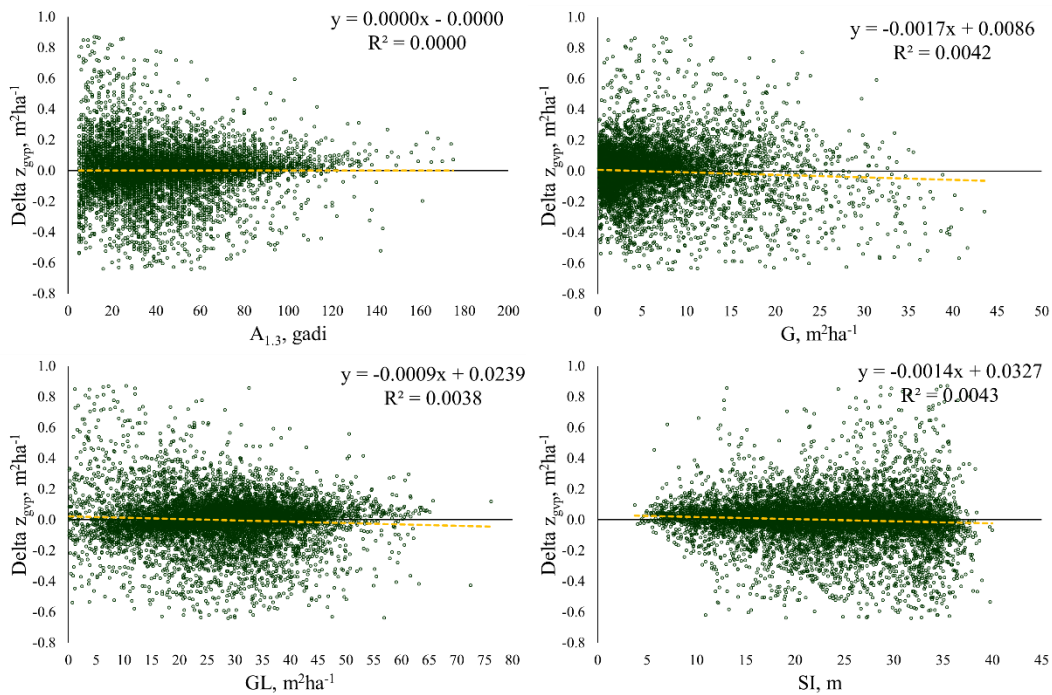 y = 0.0000x - 0.0000
R² = 0.0000
1.0
0.8
0.6
0.4
0.2
0.0
-0.2
-0.4
-0.6
-0.8
Delta z_gvp, m²ha⁻¹
0 20 40 60 80 100 120 140 160 180 200
A₁.₃, gadi
y = -0.0017x + 0.0086
R² = 0.0042
1.0
0.8
0.6
0.4
0.2
0.0
-0.2
-0.4
-0.6
-0.8
Delta z_gvp, m²ha⁻¹
0 5 10 15 20 25 30 35 40 45 50
G, m²ha⁻¹
y = -0.0009x + 0.0239
R² = 0.0038
1.0
0.8
0.6
0.4
0.2
0.0
-0.2
-0.4
-0.6
-0.8
Delta z_gvp, m²ha⁻¹
0 5 10 15 20 25 30 35 40 45 50 55 60 65 70 75 80
GL, m²ha⁻¹
y = -0.0014x + 0.0327
R² = 0.0043
1.0
0.8
0.6
0.4
0.2
0.0
-0.2
-0.4
-0.6
-0.8
Delta z_gvp, m²ha⁻¹
0 5 10 15 20 25 30 35 40 45
SI, m